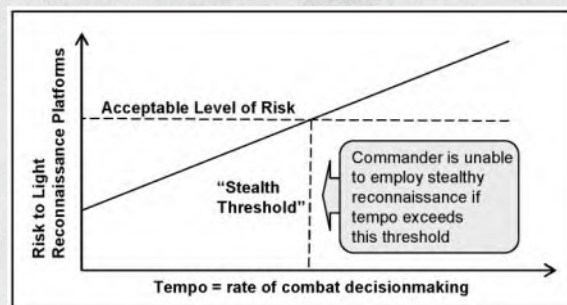 Risk to Light
Reconnaissance Platforms
Acceptable Level of Risk
"Stealth
Threshold"
Commander is unable
to employ stealthy
reconnaissance if
tempo exceeds
this threshold
Tempo = rate of combat decisionmaking